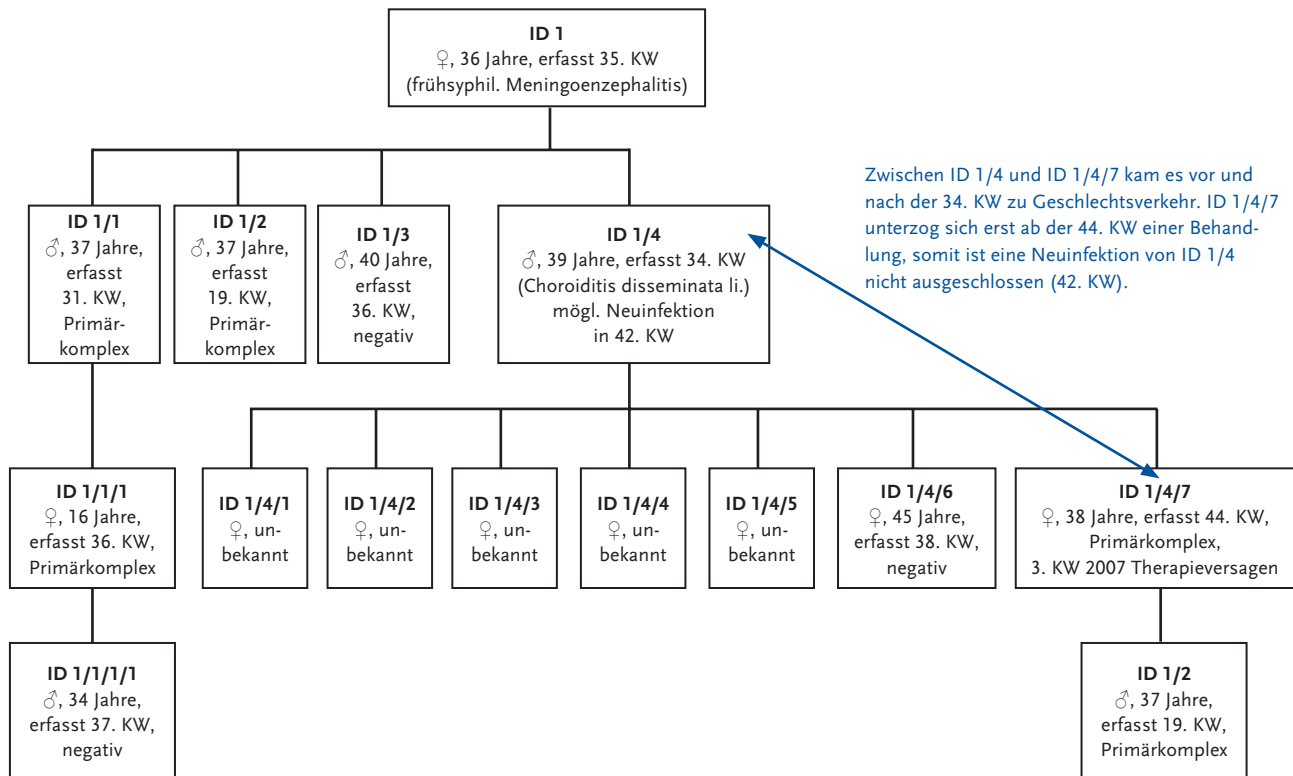 ID 1
♀, 36 Jahre, erfasst 35. KW
(frühsyphil. Meningoenzephalitis)
Zwischen ID 1/4 und ID 1/4/7 kam es vor und
nach der 34. KW zu Geschlechtsverkehr. ID 1/4/7
unterzog sich erst ab der 44. KW einer Behand-
lung, somit ist eine Neuinfektion von ID 1/4
nicht ausgeschlossen (42. KW).
ID 1/1
♂, 37 Jahre,
erfasst
31. KW,
Primär-
komplex
ID 1/2
♂, 37 Jahre,
erfasst
19. KW,
Primär-
komplex
ID 1/3
♂, 40 Jahre,
erfasst
36. KW,
negativ
ID 1/4
♂, 39 Jahre, erfasst 34. KW
(Choroiditis disseminata li.)
mögl. Neuinfektion
in 42. KW
ID 1/1/1
♀, 16 Jahre,
erfasst 36. KW,
Primärkomplex
ID 1/4/1
♀, un-
bekannt
ID 1/4/2
♀, un-
bekannt
ID 1/4/3
♀, un-
bekannt
ID 1/4/4
♀, un-
bekannt
ID 1/4/5
♀, un-
bekannt
ID 1/4/6
♀, 45 Jahre,
erfasst 38. KW,
negativ
ID 1/4/7
♀, 38 Jahre, erfasst 44. KW,
Primärkomplex,
3. KW 2007 Therapieversagen
ID 1/1/1/1
♂, 34 Jahre,
erfasst 37. KW,
negativ
ID 1/2
♂, 37 Jahre,
erfasst 19. KW,
Primärkomplex